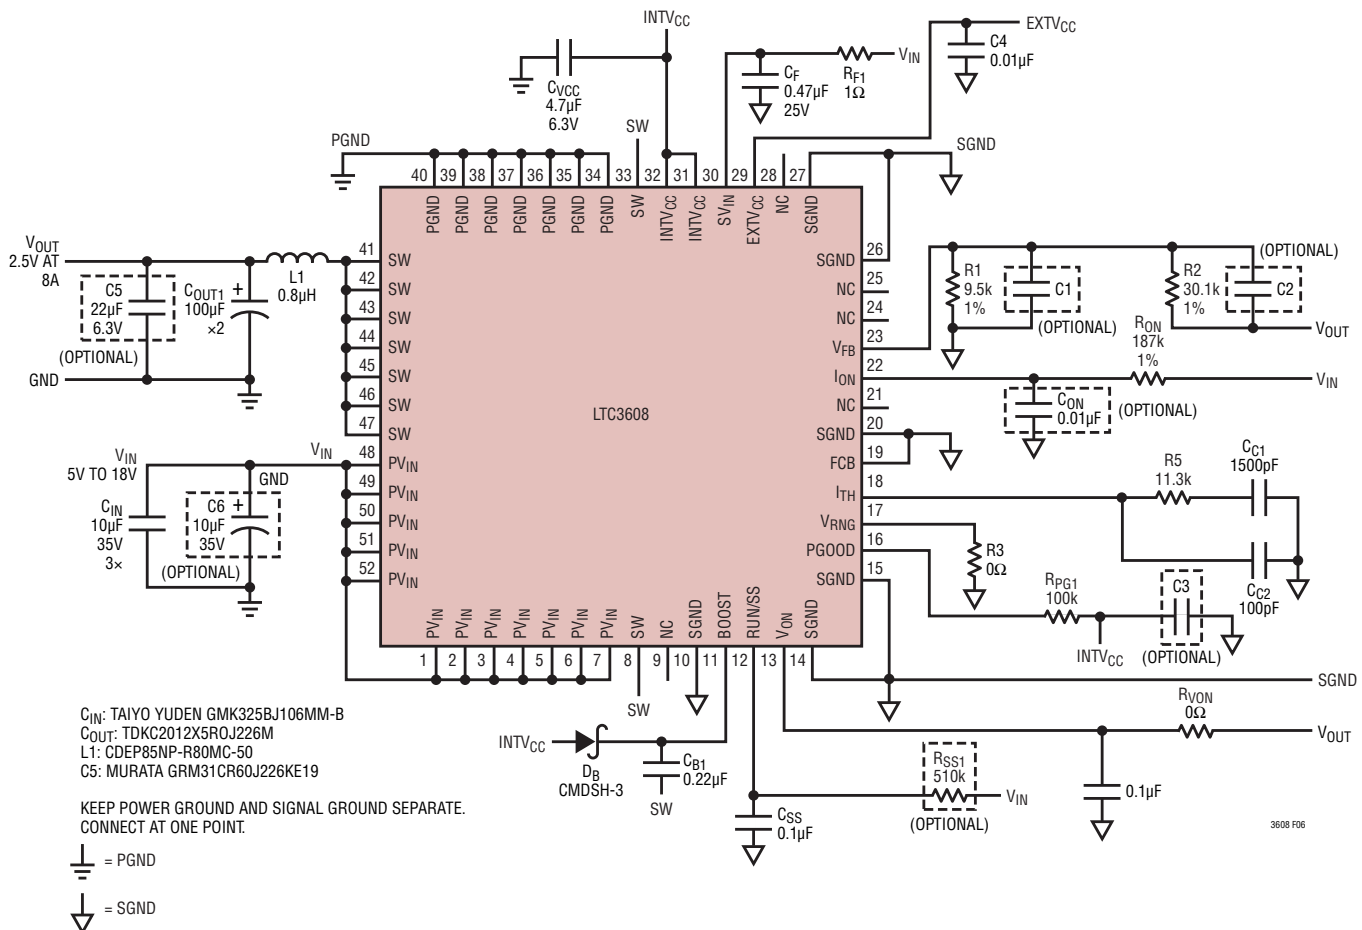 INTVCC
EXTVCC
CVCC
4.7µF
6.3V
CF
0.47µF
25V
RF1
1Ω
VIN
C4
0.01µF
PGND
SW
SGND
40 39 38 37 36 35 34 33 32 31 30 29 28 27
PGND PGND PGND PGND PGND PGND PGND SW INTVCC INTVCC SVIN EXTVCC NC SGND
VOUT
2.5V AT
8A
C5
22µF
6.3V
(OPTIONAL)
COUT1
+
100µF
×2
L1
0.8µH
GND
41 SW
42 SW
43 SW
44 SW
45 SW
46 SW
47 SW
48 PVIN
49 PVIN
50 PVIN
51 PVIN
52 PVIN
VIN
5V TO 18V
VIN
GND
CIN
10µF
35V
3×
C6
+
10µF
35V
(OPTIONAL)
LTC3608
SGND 26
NC 25
NC 24
VFB 23
ION 22
NC 21
SGND 20
FCB 19
ITH 18
VRNG 17
PGOOD 16
SGND 15
R1
9.5k
1%
(OPTIONAL)
C1
(OPTIONAL)
R2
30.1k
1%
(OPTIONAL)
C2
VOUT
RON
187k
1%
VIN
CON
0.01µF
(OPTIONAL)
R5
11.3k
CC1
1500pF
CC2
100pF
R3
0Ω
RPG1
100k
INTVCC
C3
(OPTIONAL)
PVIN PVIN PVIN PVIN PVIN PVIN PVIN SW NC SGND BOOST RUN/SS VON SGND
1 2 3 4 5 6 7 8 9 10 11 12 13 14
SW
SGND
INTVCC
DB
CMDSH-3
CB1
0.22µF
SW
CSS
0.1µF
RSS1
510k
(OPTIONAL)
VIN
RVON
0Ω
VOUT
0.1µF
CIN: TAIYO YUDEN GMK325BJ106MM-B
COUT: TDKC2012X5ROJ226M
L1: CDEP85NP-R80MC-50
C5: MURATA GRM31CR60J226KE19
KEEP POWER GROUND AND SIGNAL GROUND SEPARATE.
CONNECT AT ONE POINT.
= PGND
= SGND
3608 F06